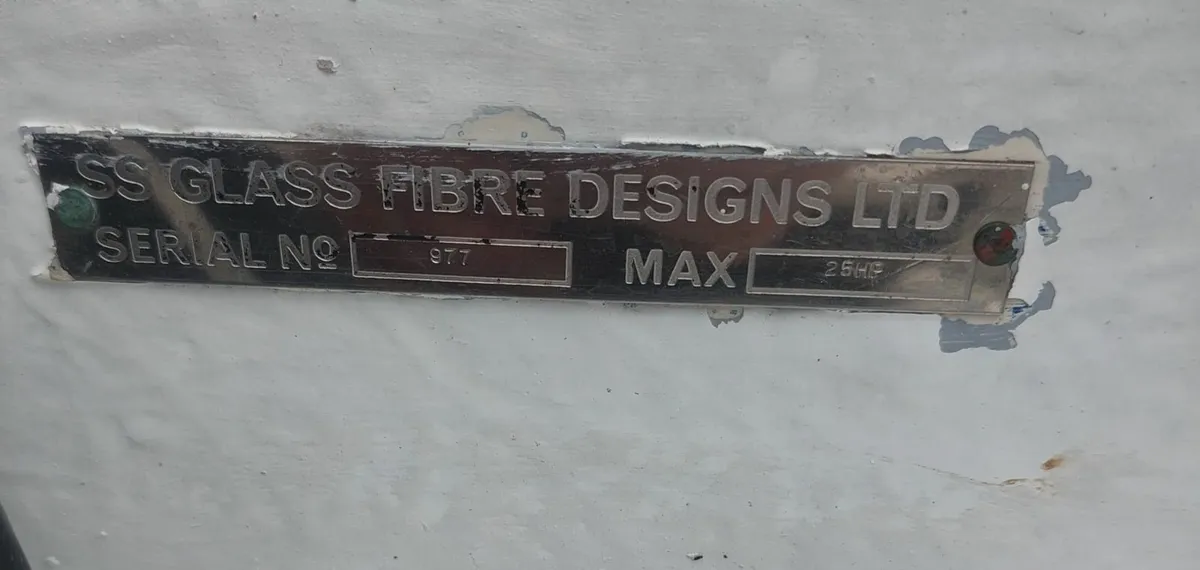 SS GLASS FIBRE DESIGNS LTD
SERIAL Nº 977 MAX 25HP